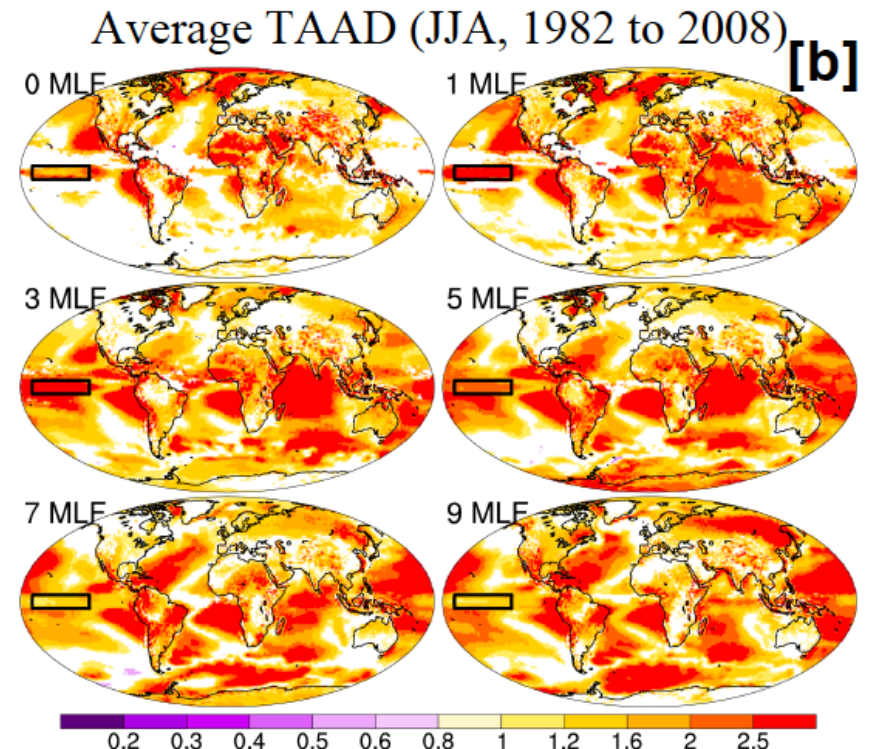 Average TAAD (JJA, 1982 to 2008)
[b]
0 MLF
1 MLF
3 MLF
5 MLF
7 MLF
9 MLF
0.2 0.3 0.4 0.5 0.6 0.8 1 1.2 1.6 2 2.5